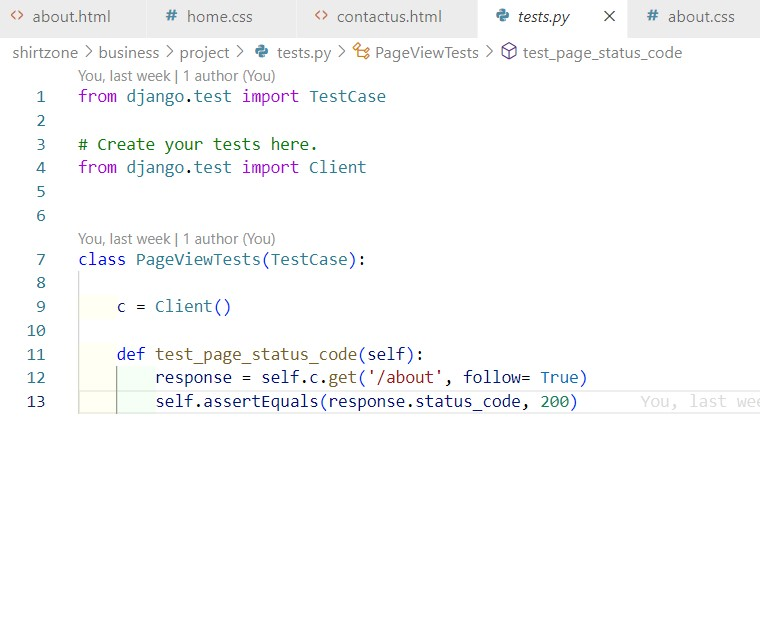 about.html # home.css contactus.html tests.py # about.css
shirtzone > business > project > tests.py > PageViewTests > test_page_status_code
You, last week | 1 author (You)
1 from django.test import TestCase
2
3 # Create your tests here.
4 from django.test import Client
5
6
You, last week | 1 author (You)
7 class PageViewTests(TestCase):
8
9 c = Client()
10
11 def test_page_status_code(self):
12 response = self.c.get('/about', follow= True)
13 self.assertEquals(response.status_code, 200) You, last